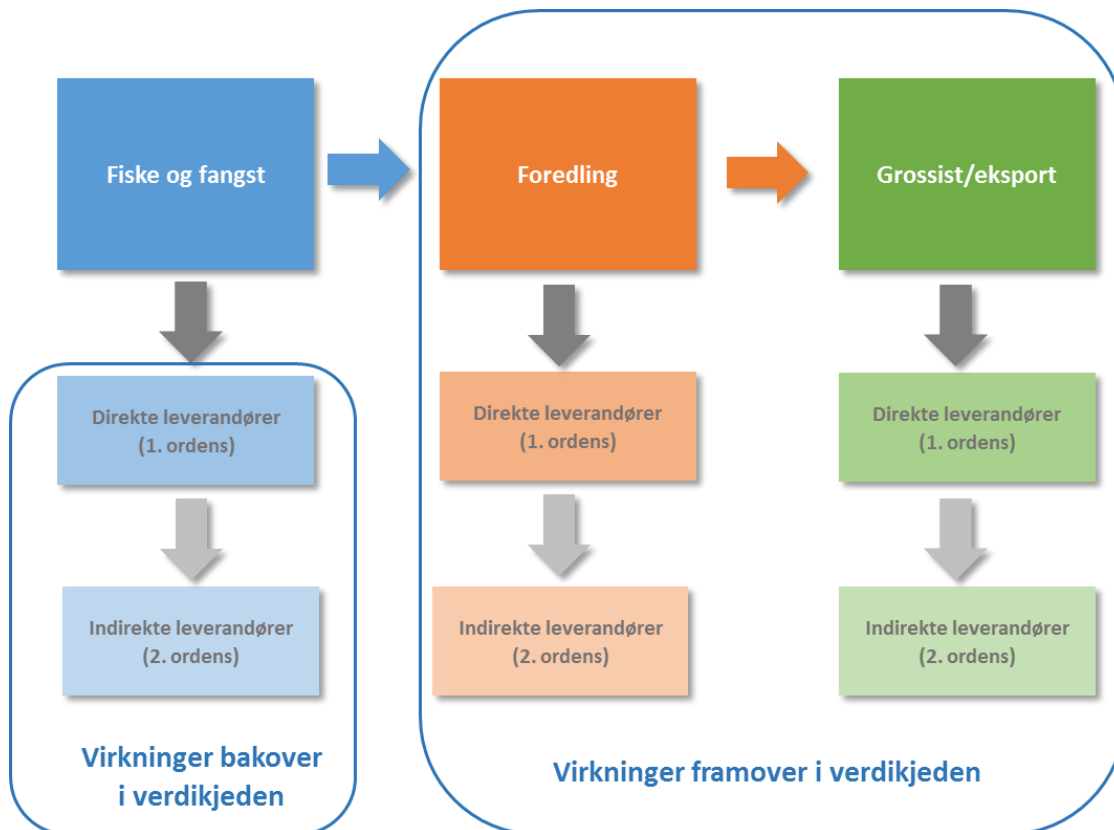 Fiske og fangst
Foredling
Grossist/eksport
Direkte leverandører
(1. ordens)
Direkte leverandører
(1. ordens)
Direkte leverandører
(1. ordens)
Indirekte leverandører
(2. ordens)
Indirekte leverandører
(2. ordens)
Indirekte leverandører
(2. ordens)
Virkninger bakover
i verdikjeden
Virkninger framover i verdikjeden